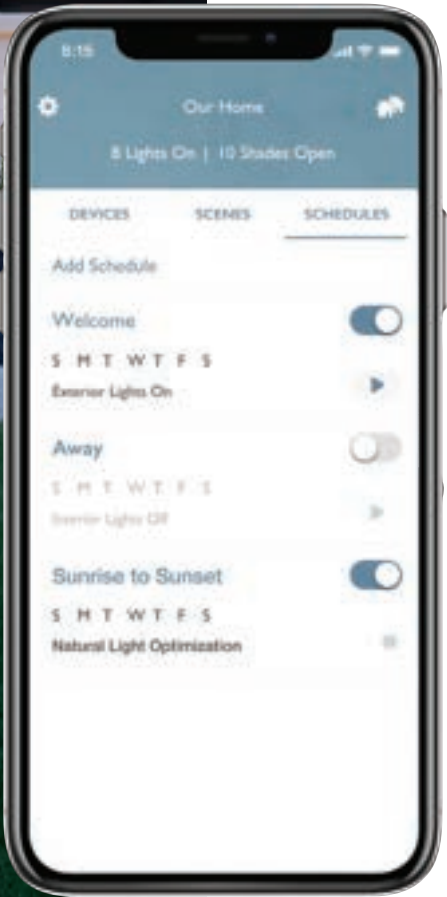 8:15
Our Home
8 Lights On | 10 Shades Open
DEVICES SCENES SCHEDULES
Add Schedule
Welcome
S M T W T F S
Exterior Lights On
Away
S M T W T F S
Interior Lights Off
Sunrise to Sunset
S M T W T F S
Natural Light Optimization